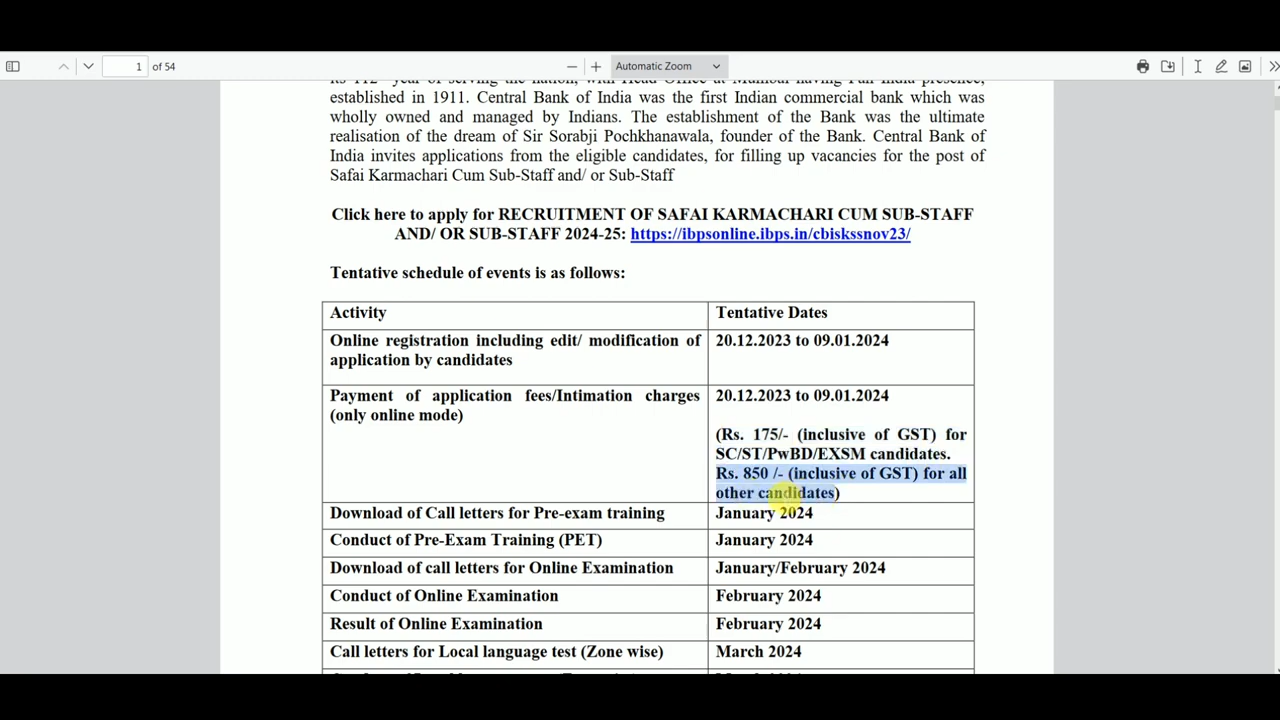 1 of 54
Automatic Zoom
established in 1911. Central Bank of India was the first Indian commercial bank which was
wholly owned and managed by Indians. The establishment of the Bank was the ultimate
realisation of the dream of Sir Sorabji Pochkhanawala, founder of the Bank. Central Bank of
India invites applications from the eligible candidates, for filling up vacancies for the post of
Safai Karmachari Cum Sub-Staff and/ or Sub-Staff
Click here to apply for RECRUITMENT OF SAFAI KARMACHARI CUM SUB-STAFF
AND/ OR SUB-STAFF 2024-25: https://ibpsonline.ibps.in/cbiskssnov23/
Tentative schedule of events is as follows:
Activity
Tentative Dates
Online registration including edit/ modification of
application by candidates
20.12.2023 to 09.01.2024
Payment of application fees/Intimation charges
(only online mode)
20.12.2023 to 09.01.2024
(Rs. 175/- (inclusive of GST) for
SC/ST/PwBD/EXSM candidates.
Rs. 850 /- (inclusive of GST) for all
other candidates)
Download of Call letters for Pre-exam training
January 2024
Conduct of Pre-Exam Training (PET)
January 2024
Download of call letters for Online Examination
January/February 2024
Conduct of Online Examination
February 2024
Result of Online Examination
February 2024
Call letters for Local language test (Zone wise)
March 2024